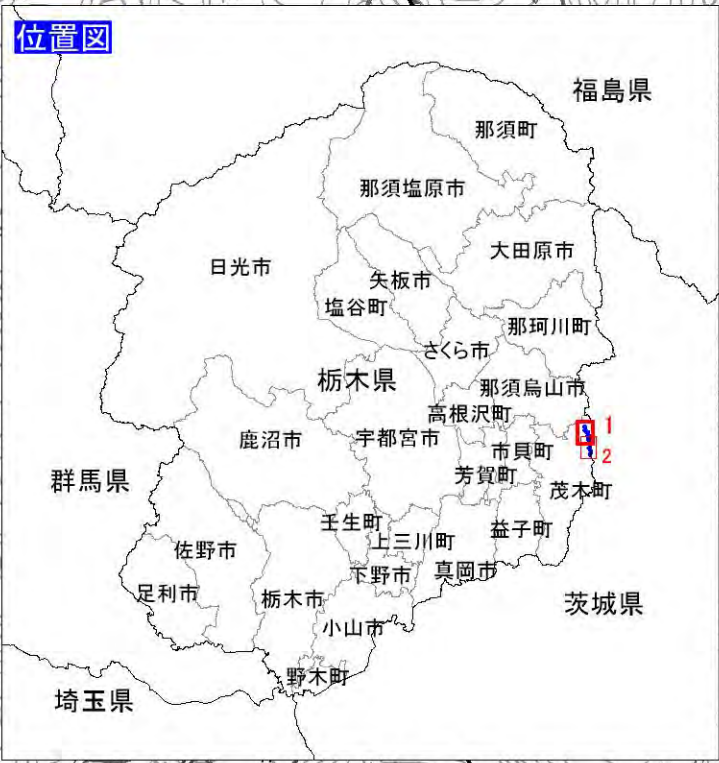 位置図
福島県
那須町
那須塩原市
大田原市
日光市
矢板市
塩谷町
那珂川町
さくら市
栃木県
那須烏山市
高根沢町
1
鹿沼市
宇都宮市
市貝町
2
芳賀町
群馬県
茂木町
壬生町
益子町
上三川町
佐野市
下野市
真岡市
足利市
栃木市
茨城県
小山市
野木町
埼玉県